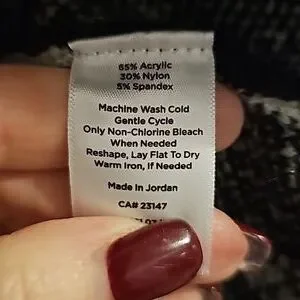 65% Acrylic
30% Nylon
5% Spandex
Machine Wash Cold
Gentle Cycle
Only Non-Chlorine Bleach
When Needed
Reshape, Lay Flat To Dry
Warm Iron, If Needed
Made In Jordan
CA# 23147